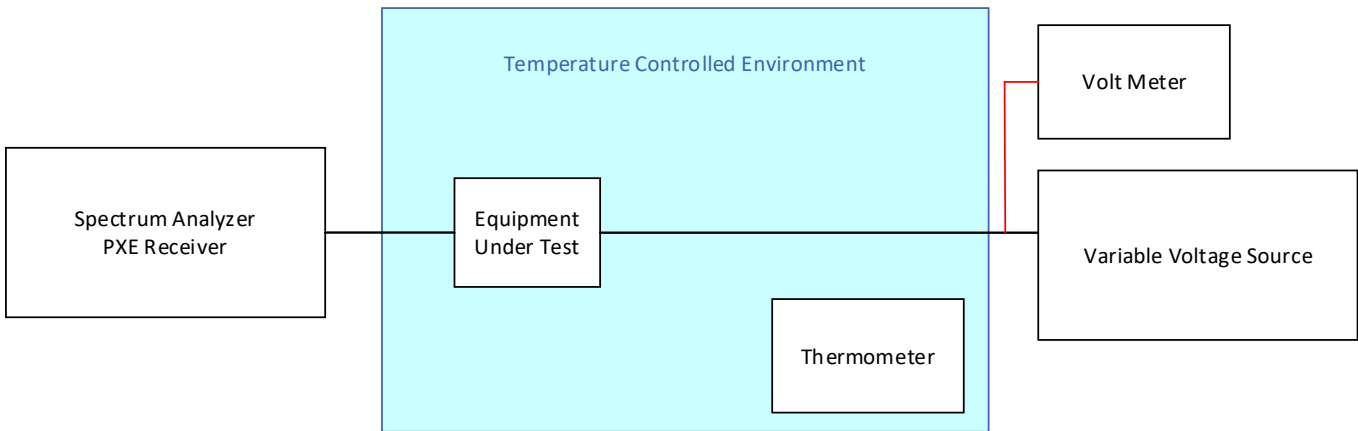 Temperature Controlled Environment
Volt Meter
Spectrum Analyzer
PXE Receiver
Equipment
Under Test
Variable Voltage Source
Thermometer